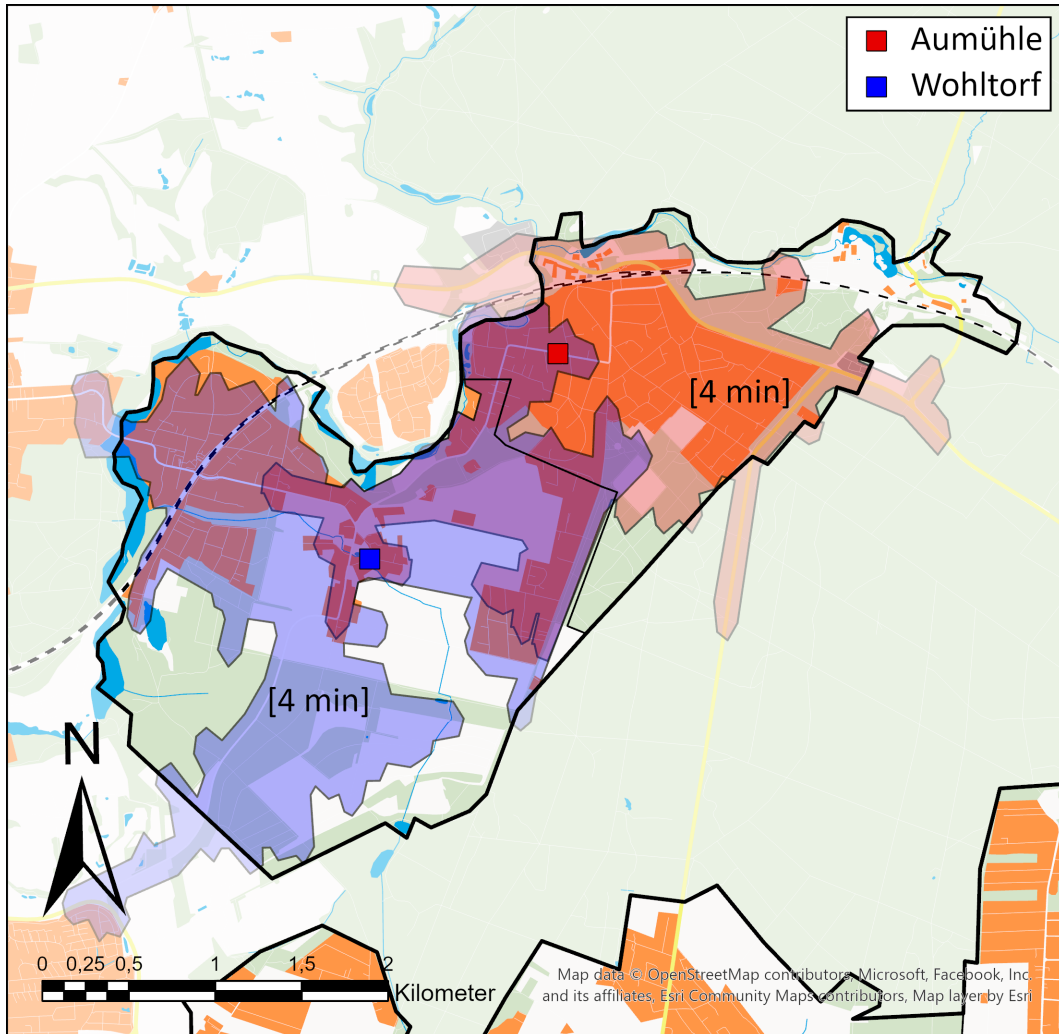 Aumühle
Wohltorf
[4 min]
[4 min]
N
0 0,25 0,5 1 1,5 2
Kilometer
Map data © OpenStreetMap contributors, Microsoft, Facebook, Inc.
and its affiliates, Esri Community Maps contributors, Map layer by Esri